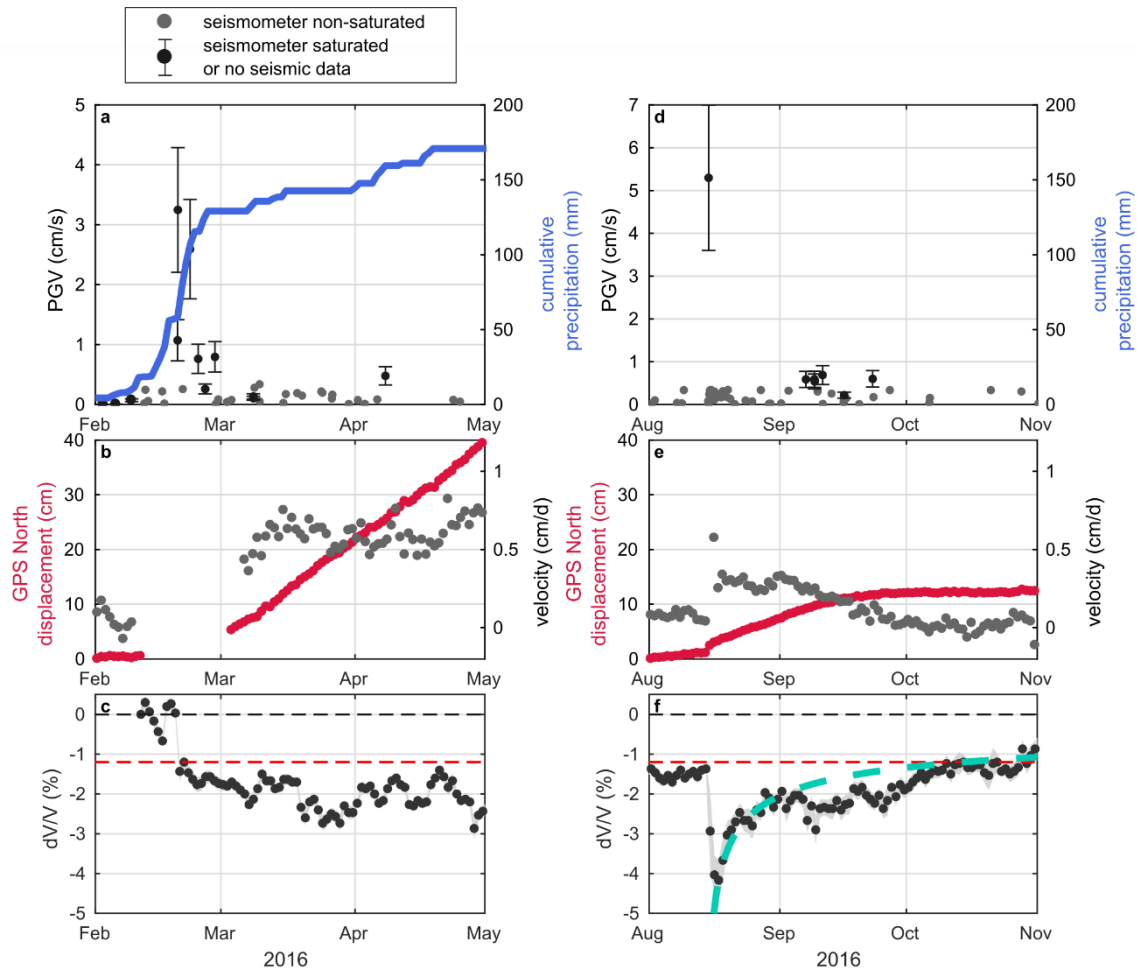 seismometer non-saturated
seismometer saturated
or no seismic data
a
5
4
3
2
1
0
PGV (cm/s)
200
150
100
50
0
cumulative
precipitation (mm)
Feb Mar Apr May
d
7
6
5
4
3
2
1
0
PGV (cm/s)
200
150
100
50
0
cumulative
precipitation (mm)
Aug Sep Oct Nov
b
40
30
20
10
0
GPS North
displacement (cm)
1
0.5
0
velocity (cm/d)
Feb Mar Apr May
e
40
30
20
10
0
GPS North
displacement (cm)
1
0.5
0
velocity (cm/d)
Aug Sep Oct Nov
c
0
-1
-2
-3
-4
-5
dV/V (%)
Feb Mar Apr May
2016
f
0
-1
-2
-3
-4
-5
dV/V (%)
Aug Sep Oct Nov
2016